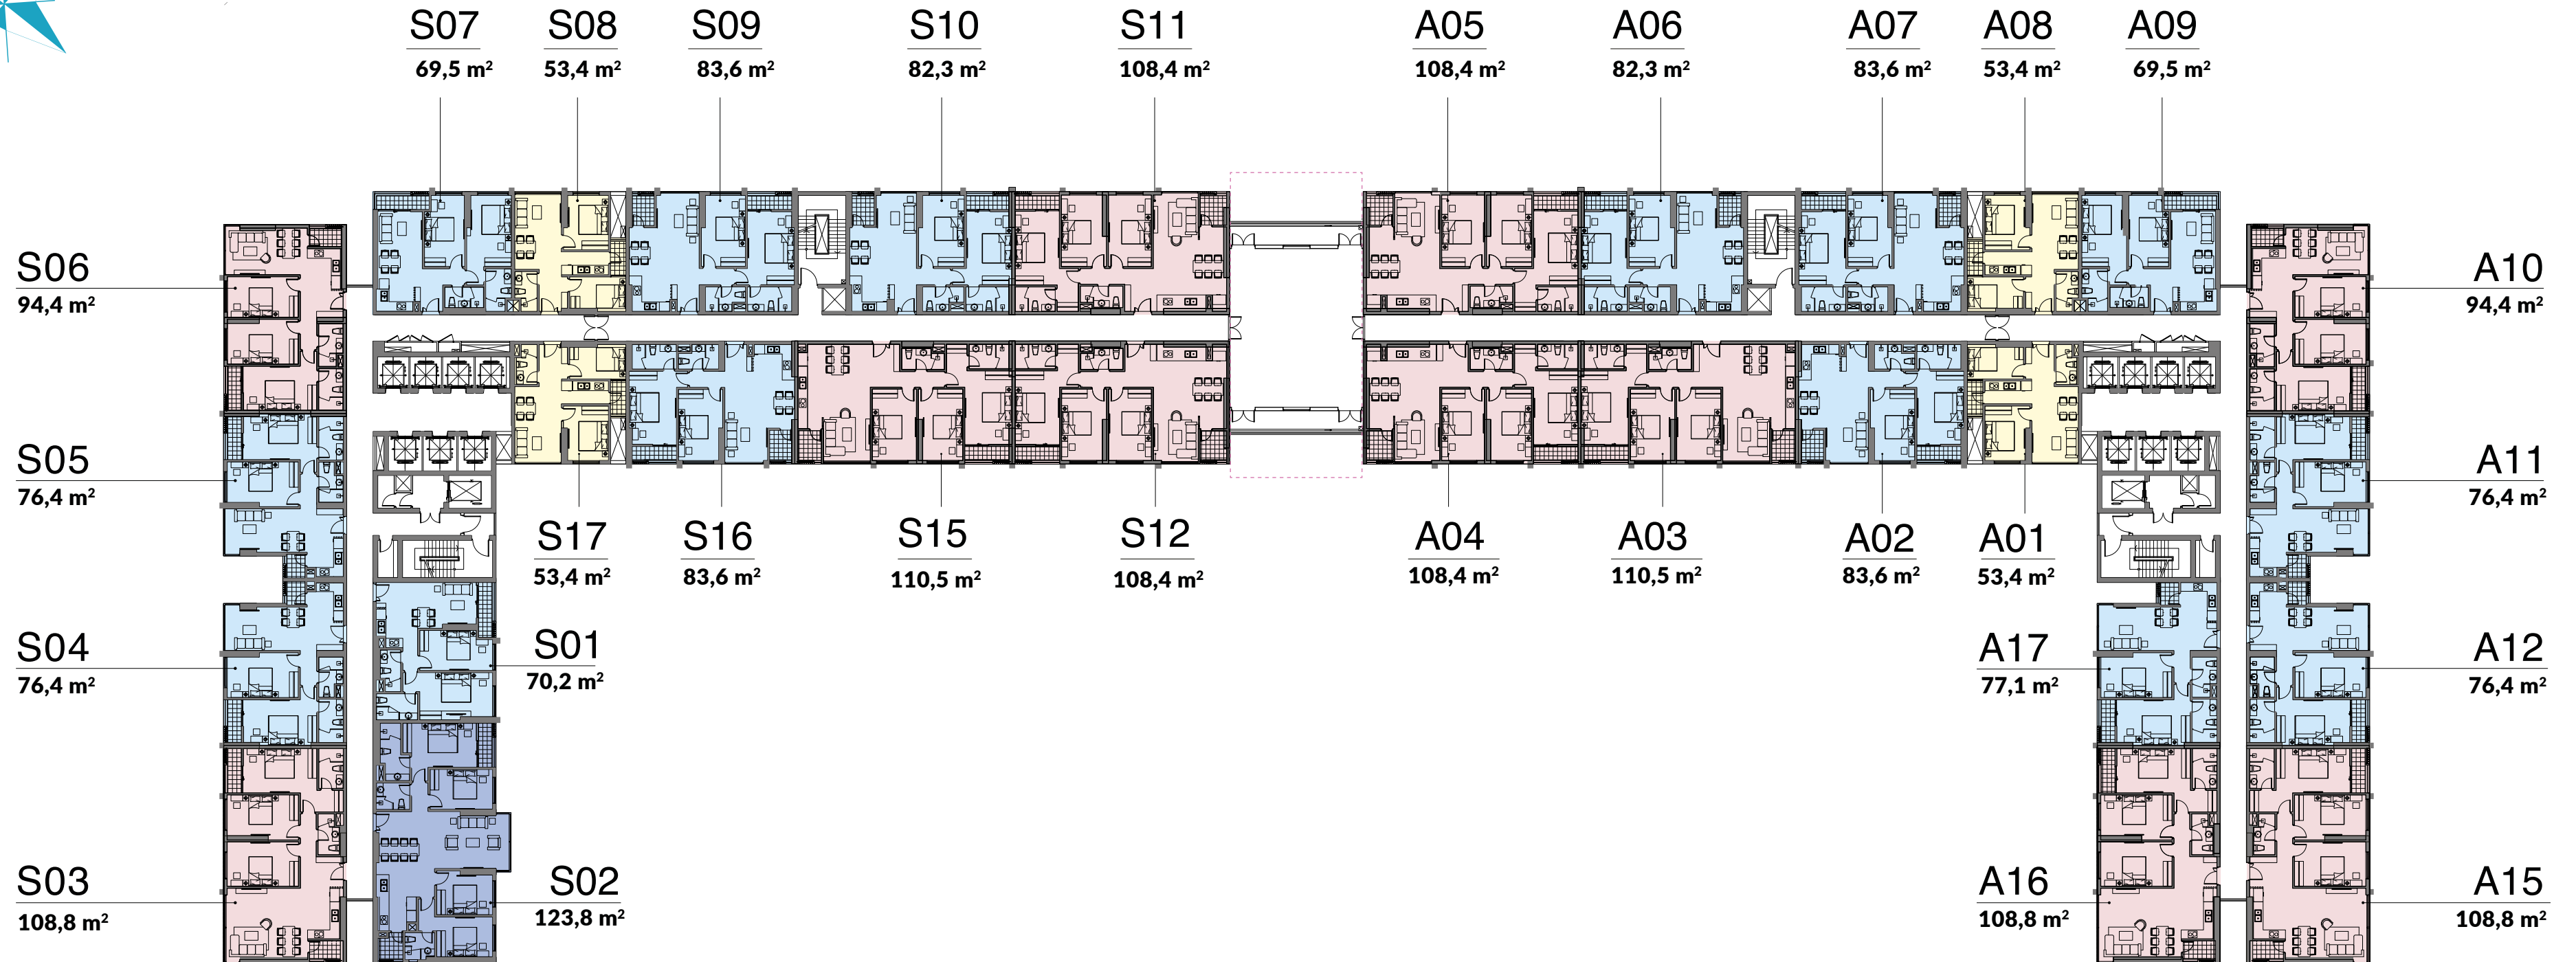 S07
69,5 m²
S08
53,4 m²
S09
83,6 m²
S10
82,3 m²
S11
108,4 m²
A05
108,4 m²
A06
82,3 m²
A07
83,6 m²
A08
53,4 m²
A09
69,5 m²
S06
94,4 m²
A10
94,4 m²
S05
76,4 m²
A11
76,4 m²
S17
53,4 m²
S16
83,6 m²
S15
110,5 m²
S12
108,4 m²
A04
108,4 m²
A03
110,5 m²
A02
83,6 m²
A01
53,4 m²
S04
76,4 m²
S01
70,2 m²
A17
77,1 m²
A12
76,4 m²
S03
108,8 m²
S02
123,8 m²
A16
108,8 m²
A15
108,8 m²